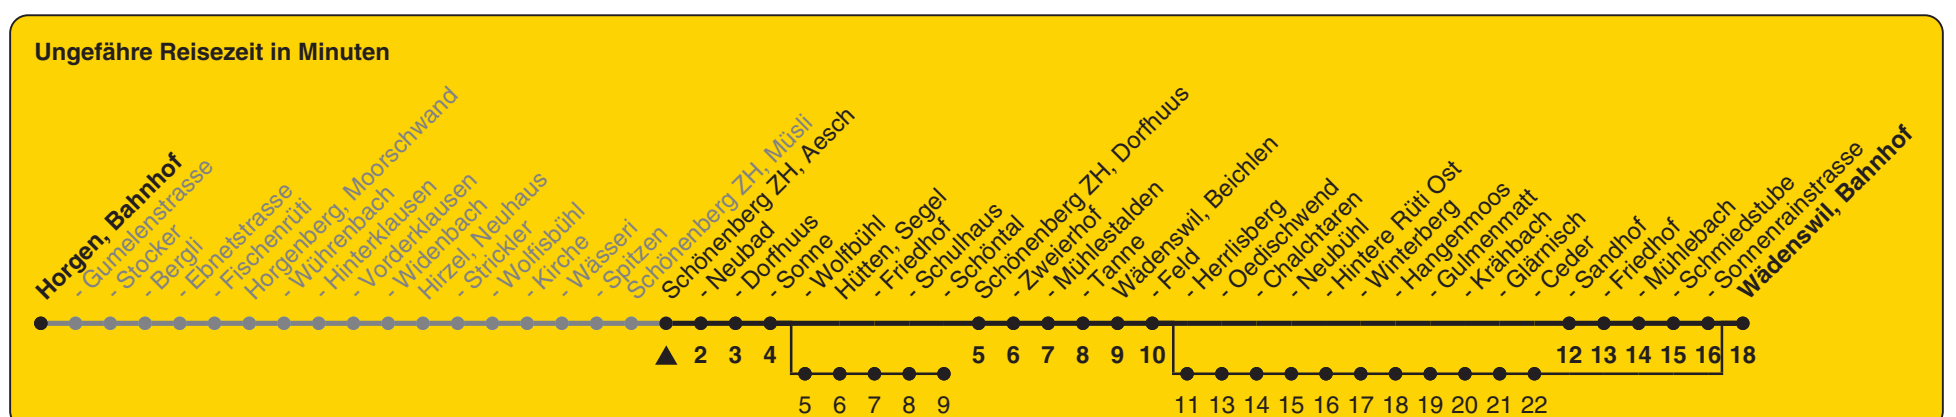 Ungefähre Reisezeit in Minuten
Horgen, Bahnhof
- Gumelenstrasse
- Stocker
- Bergli
- Ebnetstrasse
- Fischenrüti
Horgenberg, Moorschwand
- Wührenbach
- Hinterklausen
- Vorderklausen
- Widenbach
Hirzel, Neuhaus
- Strickler
- Wolfisbühl
- Kirche
- Wässeri
- Spitzen
Schönenberg ZH, Müsli
Schönenberg ZH, Aesch
- Neubad
- Dorfhuus
- Sonne
- Wolfbühl
Hütten, Segel
- Friedhof
- Schulhaus
- Schöntal
Schönenberg ZH, Dorfhuus
- Zweierhof
- Mühlestalden
- Tanne
Wädenswil, Beichlen
- Feld
- Herrlisberg
- Oedischwend
- Chalchtaren
- Neubühl
- Hintere Rüti Ost
- Winterberg
- Hangenmoos
- Gulmenmatt
- Krähbach
- Glärnisch
- Ceder
- Sandhof
- Friedhof
- Mühlebach
- Schmiedstube
- Sonnenrainstrasse
Wädenswil, Bahnhof
2 3 4 5 6 7 8 9 10 12 13 14 15 16 18
5 6 7 8 9 11 13 14 15 16 17 18 19 20 21 22